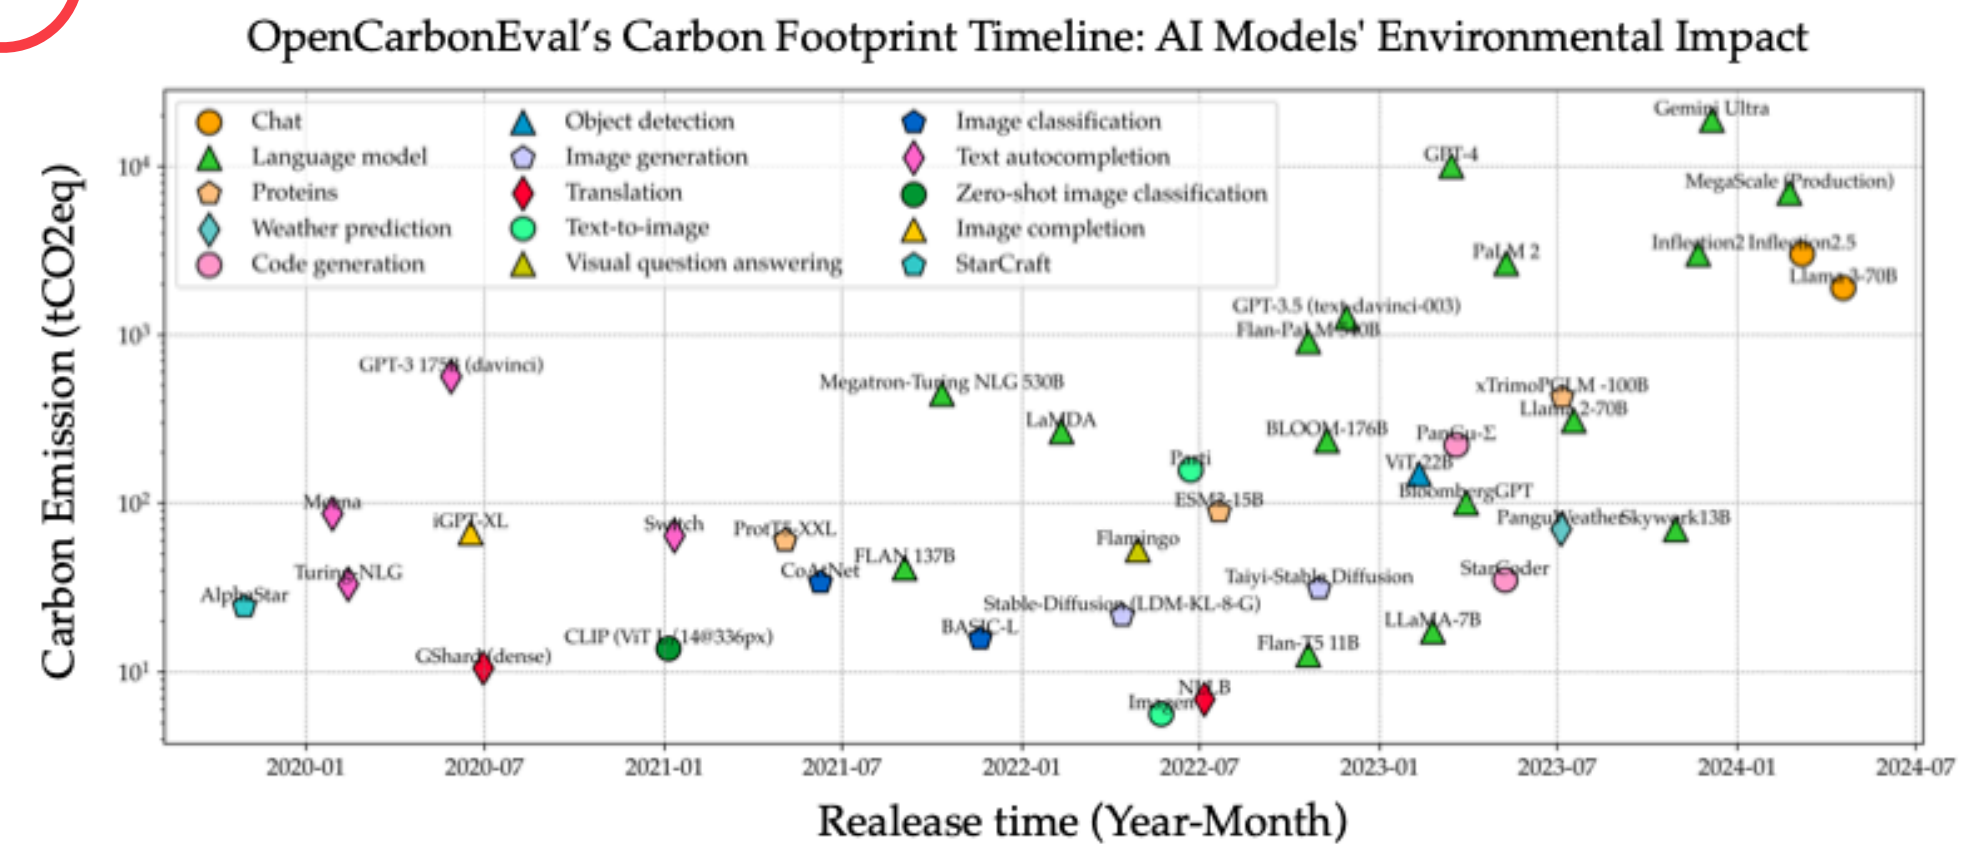 OpenCarbonEval’s Carbon Footprint Timeline: AI Models' Environmental Impact
Carbon Emission (tCO2eq)
Chat
Language model
Proteins
Weather prediction
Code generation
Object detection
Image generation
Translation
Text-to-image
Visual question answering
Image classification
Text autocompletion
Zero-shot image classification
Image completion
StarCraft
10⁴
10³
10²
10¹
Gemini Ultra
GPT-4
MegaScale (Production)
Inflection2 Inflection2.5
PaLM 2
Llama 3-70B
GPT-3.5 (text-davinci-003)
Flan-PaLM 540B
GPT-3 175B (davinci)
Megatron-Turing NLG 530B
xTrimoPGLM -100B
Llama 2-70B
LaMDA
BLOOM-176B
PanGu-Σ
Parti
ViT-22B
BloombergGPT
ESM2-15B
Meena
iGPT-XL
Switch
ProtT5-XXL
PanguWeather
Skywork13B
Flamingo
FLAN 137B
CoAtNet
Turing-NLG
Taiyi-Stable Diffusion
StarCoder
AlphaStar
Stable-Diffusion (LDM-KL-8-G)
LLaMA-7B
BASIC-L
CLIP (ViT L/14@336px)
Flan-T5 11B
GShard (dense)
NLLB
Imagen
2020-01
2020-07
2021-01
2021-07
2022-01
2022-07
2023-01
2023-07
2024-01
2024-07
Realease time (Year-Month)